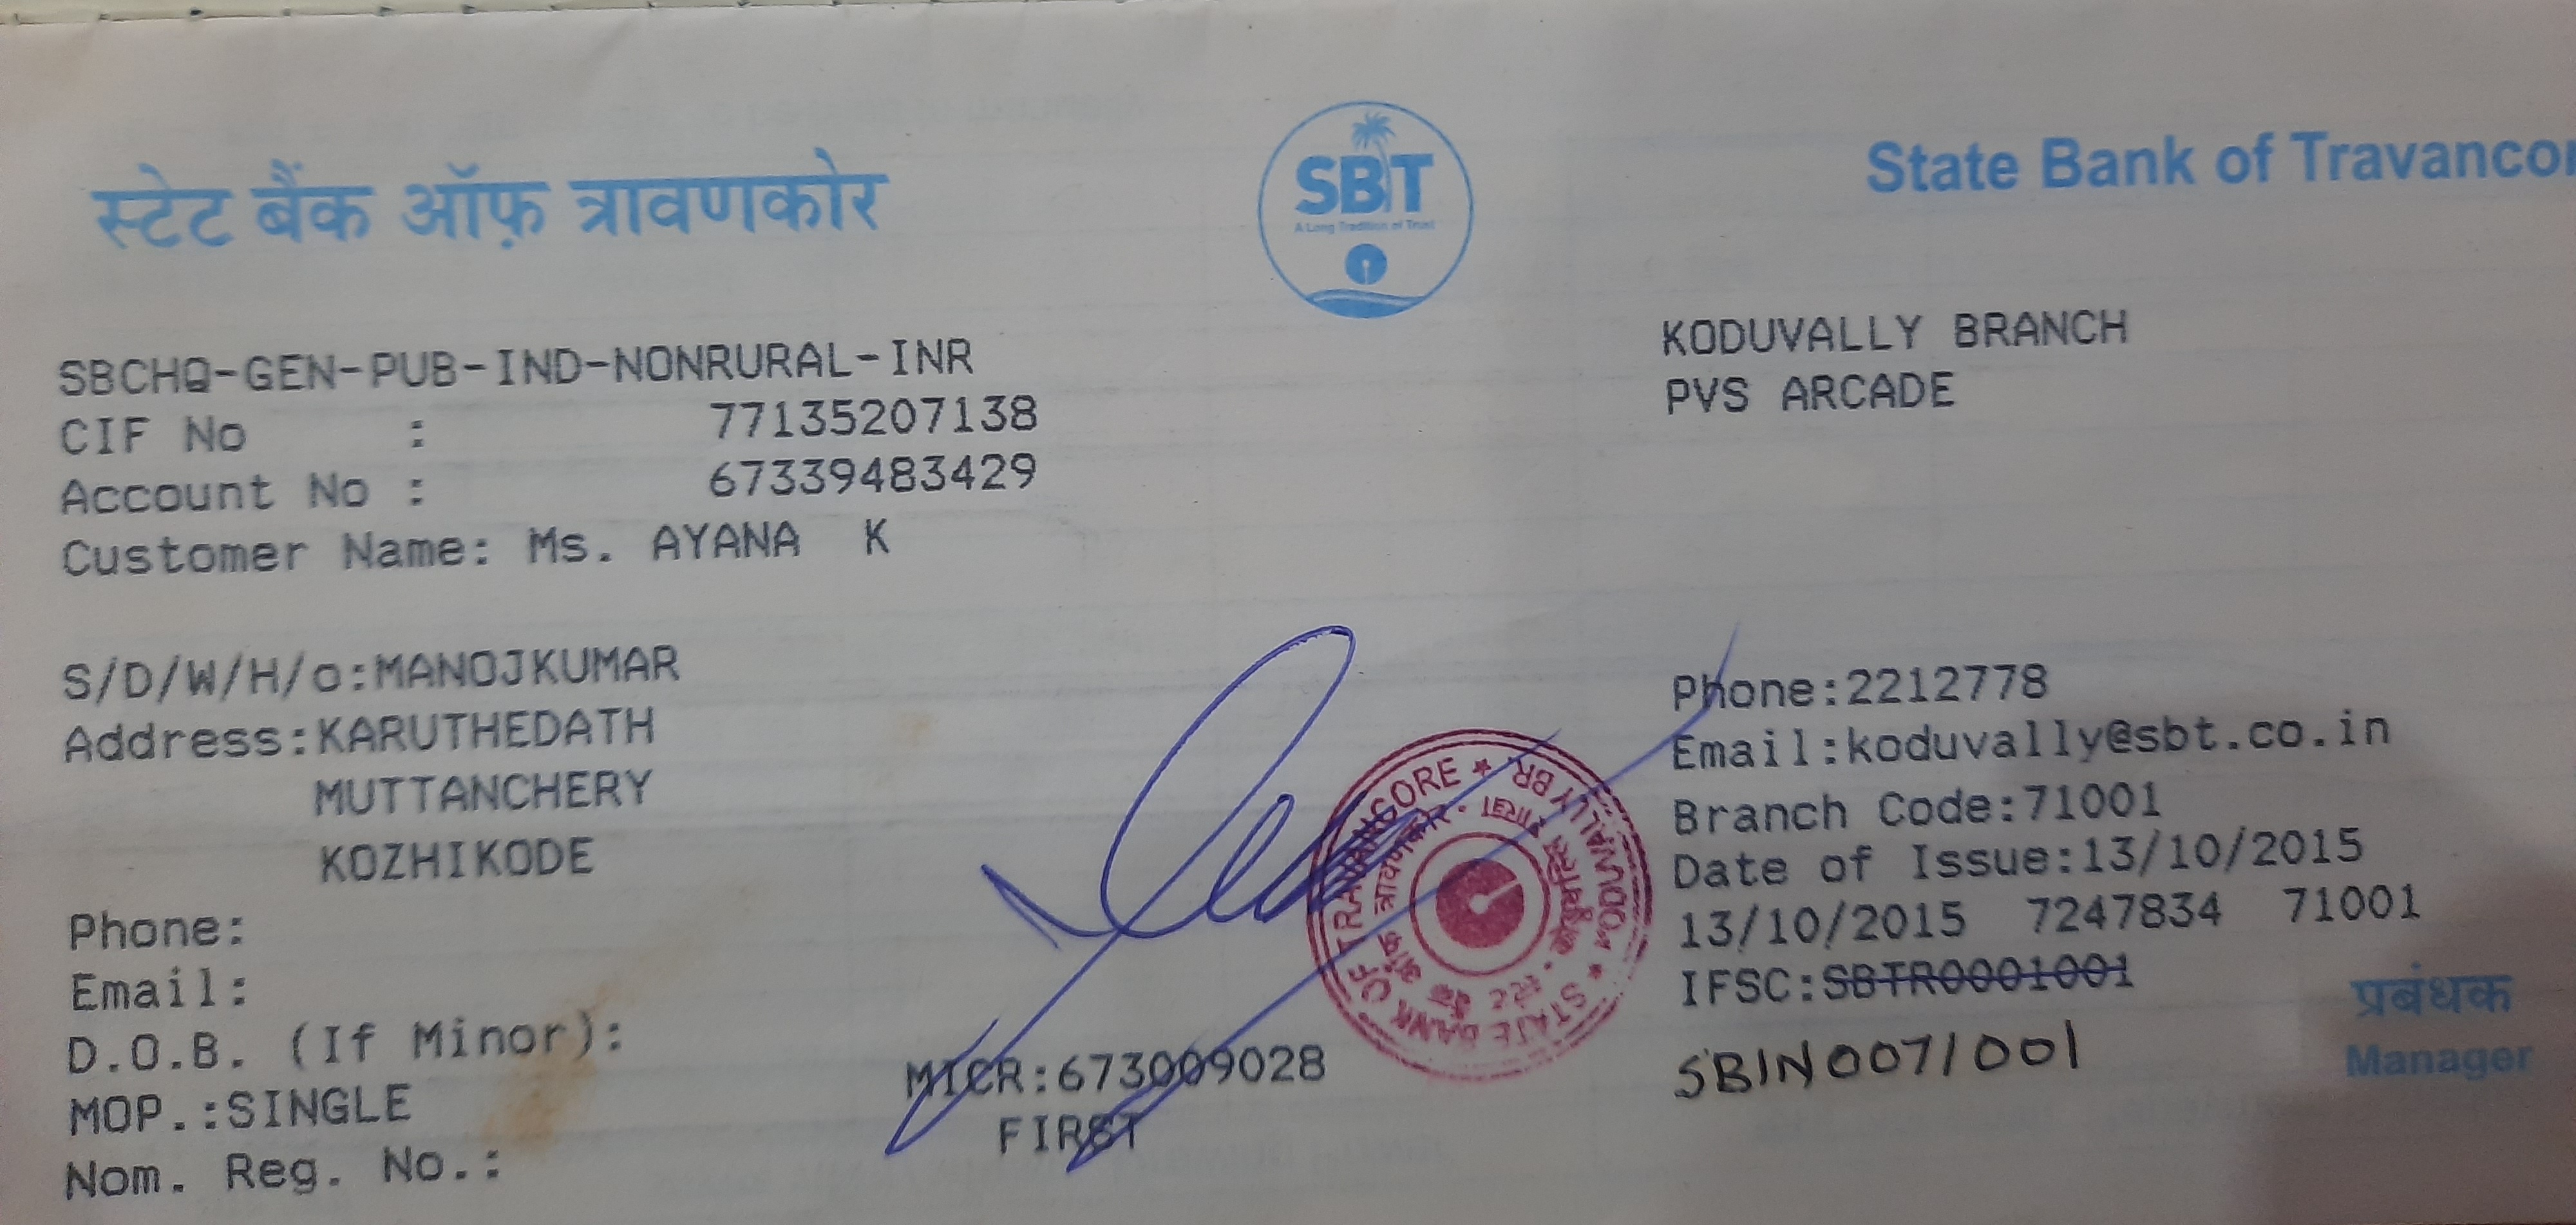 स्टेट बैंक ऑफ़ त्रावणकोर
SBT
State Bank of Travancor
SBCHQ-GEN-PUB-IND-NONRURAL-INR
KODUVALLY BRANCH
CIF No : 77135207138
PVS ARCADE
Account No : 67339483429
Customer Name: Ms. AYANA K
S/D/W/H/o:MANOJKUMAR
Phone:2212778
Address:KARUTHEDATH
Email:koduvally@sbt.co.in
MUTTANCHERY
Branch Code:71001
KOZHIKODE
Date of Issue:13/10/2015
Phone:
13/10/2015 7247834 71001
Email:
IFSC:SBTR0001001
D.O.B. (If Minor):
MICR:673009028
SBIN007/001
MOP.:SINGLE
FIRST
Nom. Reg. No.:
STATE BANK OF TRAVANCORE * KODUVALLY BR *
स्टेट बैंक ऑफ त्रावणकोर
शाखा
प्रबंधक
Manager